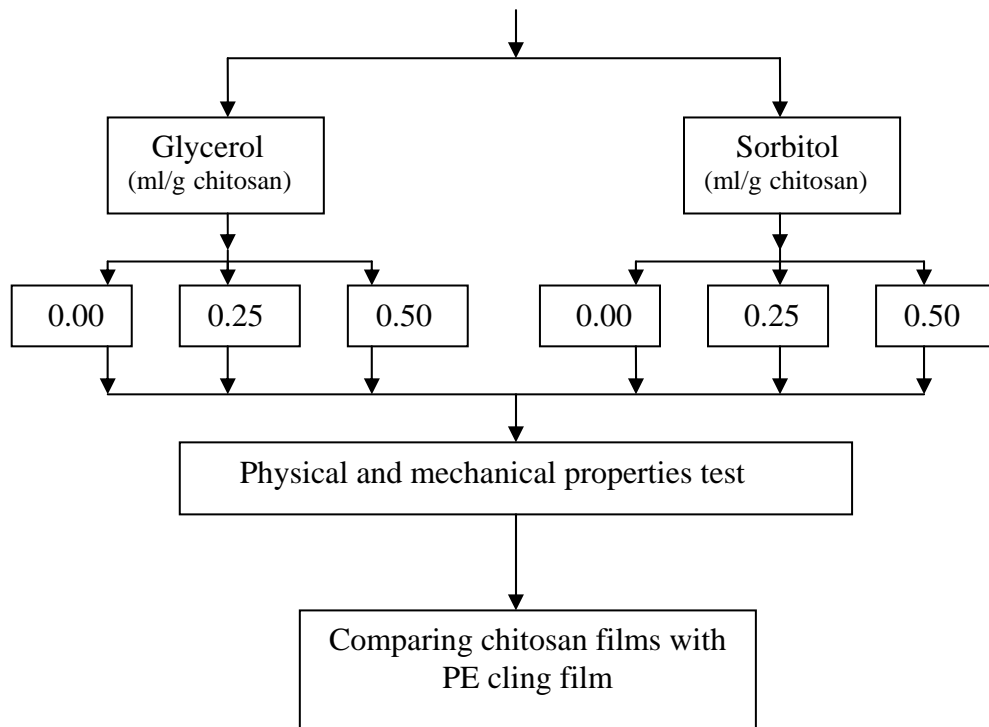 Glycerol
(ml/g chitosan)
Sorbitol
(ml/g chitosan)
0.00
0.25
0.50
0.00
0.25
0.50
Physical and mechanical properties test
Comparing chitosan films with
PE cling film